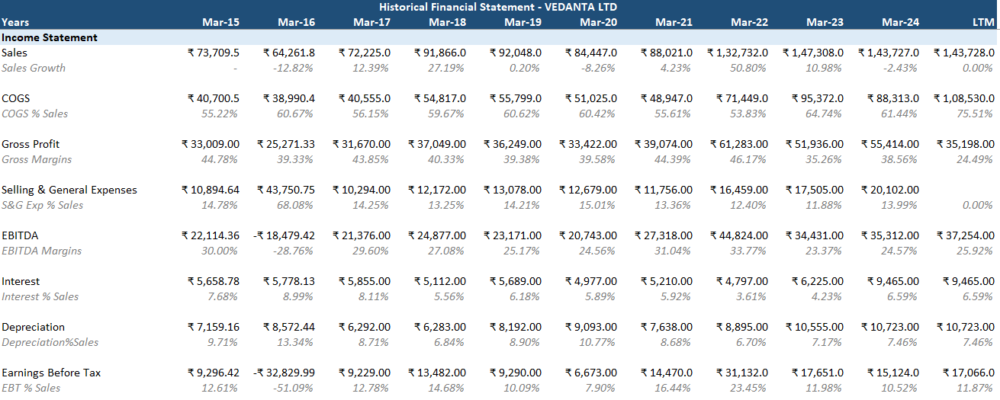 Historical Financial Statement - VEDANTA LTD
Years Mar-15 Mar-16 Mar-17 Mar-18 Mar-19 Mar-20 Mar-21 Mar-22 Mar-23 Mar-24 LTM
Income Statement
Sales ₹ 73,709.5 ₹ 64,261.8 ₹ 72,225.0 ₹ 91,866.0 ₹ 92,048.0 ₹ 84,447.0 ₹ 88,021.0 ₹ 1,32,732.0 ₹ 1,47,308.0 ₹ 1,43,727.0 ₹ 1,43,728.0
Sales Growth - -12.82% 12.39% 27.19% 0.20% -8.26% 4.23% 50.80% 10.98% -2.43% 0.00%
COGS ₹ 40,700.5 ₹ 38,990.4 ₹ 40,555.0 ₹ 54,817.0 ₹ 55,799.0 ₹ 51,025.0 ₹ 48,947.0 ₹ 71,449.0 ₹ 95,372.0 ₹ 88,313.0 ₹ 1,08,530.0
COGS % Sales 55.22% 60.67% 56.15% 59.67% 60.62% 60.42% 55.61% 53.83% 64.74% 61.44% 75.51%
Gross Profit ₹ 33,009.00 ₹ 25,271.33 ₹ 31,670.00 ₹ 37,049.00 ₹ 36,249.00 ₹ 33,422.00 ₹ 39,074.00 ₹ 61,283.00 ₹ 51,936.00 ₹ 55,414.00 ₹ 35,198.00
Gross Margins 44.78% 39.33% 43.85% 40.33% 39.38% 39.58% 44.39% 46.17% 35.26% 38.56% 24.49%
Selling & General Expenses ₹ 10,894.64 ₹ 43,750.75 ₹ 10,294.00 ₹ 12,172.00 ₹ 13,078.00 ₹ 12,679.00 ₹ 11,756.00 ₹ 16,459.00 ₹ 17,505.00 ₹ 20,102.00
S&G Exp % Sales 14.78% 68.08% 14.25% 13.25% 14.21% 15.01% 13.36% 12.40% 11.88% 13.99% 0.00%
EBITDA ₹ 22,114.36 -₹ 18,479.42 ₹ 21,376.00 ₹ 24,877.00 ₹ 23,171.00 ₹ 20,743.00 ₹ 27,318.00 ₹ 44,824.00 ₹ 34,431.00 ₹ 35,312.00 ₹ 37,254.00
EBITDA Margins 30.00% -28.76% 29.60% 27.08% 25.17% 24.56% 31.04% 33.77% 23.37% 24.57% 25.92%
Interest ₹ 5,658.78 ₹ 5,778.13 ₹ 5,855.00 ₹ 5,112.00 ₹ 5,689.00 ₹ 4,977.00 ₹ 5,210.00 ₹ 4,797.00 ₹ 6,225.00 ₹ 9,465.00 ₹ 9,465.00
Interest % Sales 7.68% 8.99% 8.11% 5.56% 6.18% 5.89% 5.92% 3.61% 4.23% 6.59% 6.59%
Depreciation ₹ 7,159.16 ₹ 8,572.44 ₹ 6,292.00 ₹ 6,283.00 ₹ 8,192.00 ₹ 9,093.00 ₹ 7,638.00 ₹ 8,895.00 ₹ 10,555.00 ₹ 10,723.00 ₹ 10,723.00
Depreciation%Sales 9.71% 13.34% 8.71% 6.84% 8.90% 10.77% 8.68% 6.70% 7.17% 7.46% 7.46%
Earnings Before Tax ₹ 9,296.42 -₹ 32,829.99 ₹ 9,229.00 ₹ 13,482.00 ₹ 9,290.00 ₹ 6,673.00 ₹ 14,470.0 ₹ 31,132.0 ₹ 17,651.0 ₹ 15,124.0 ₹ 17,066.0
EBT % Sales 12.61% -51.09% 12.78% 14.68% 10.09% 7.90% 16.44% 23.45% 11.98% 10.52% 11.87%